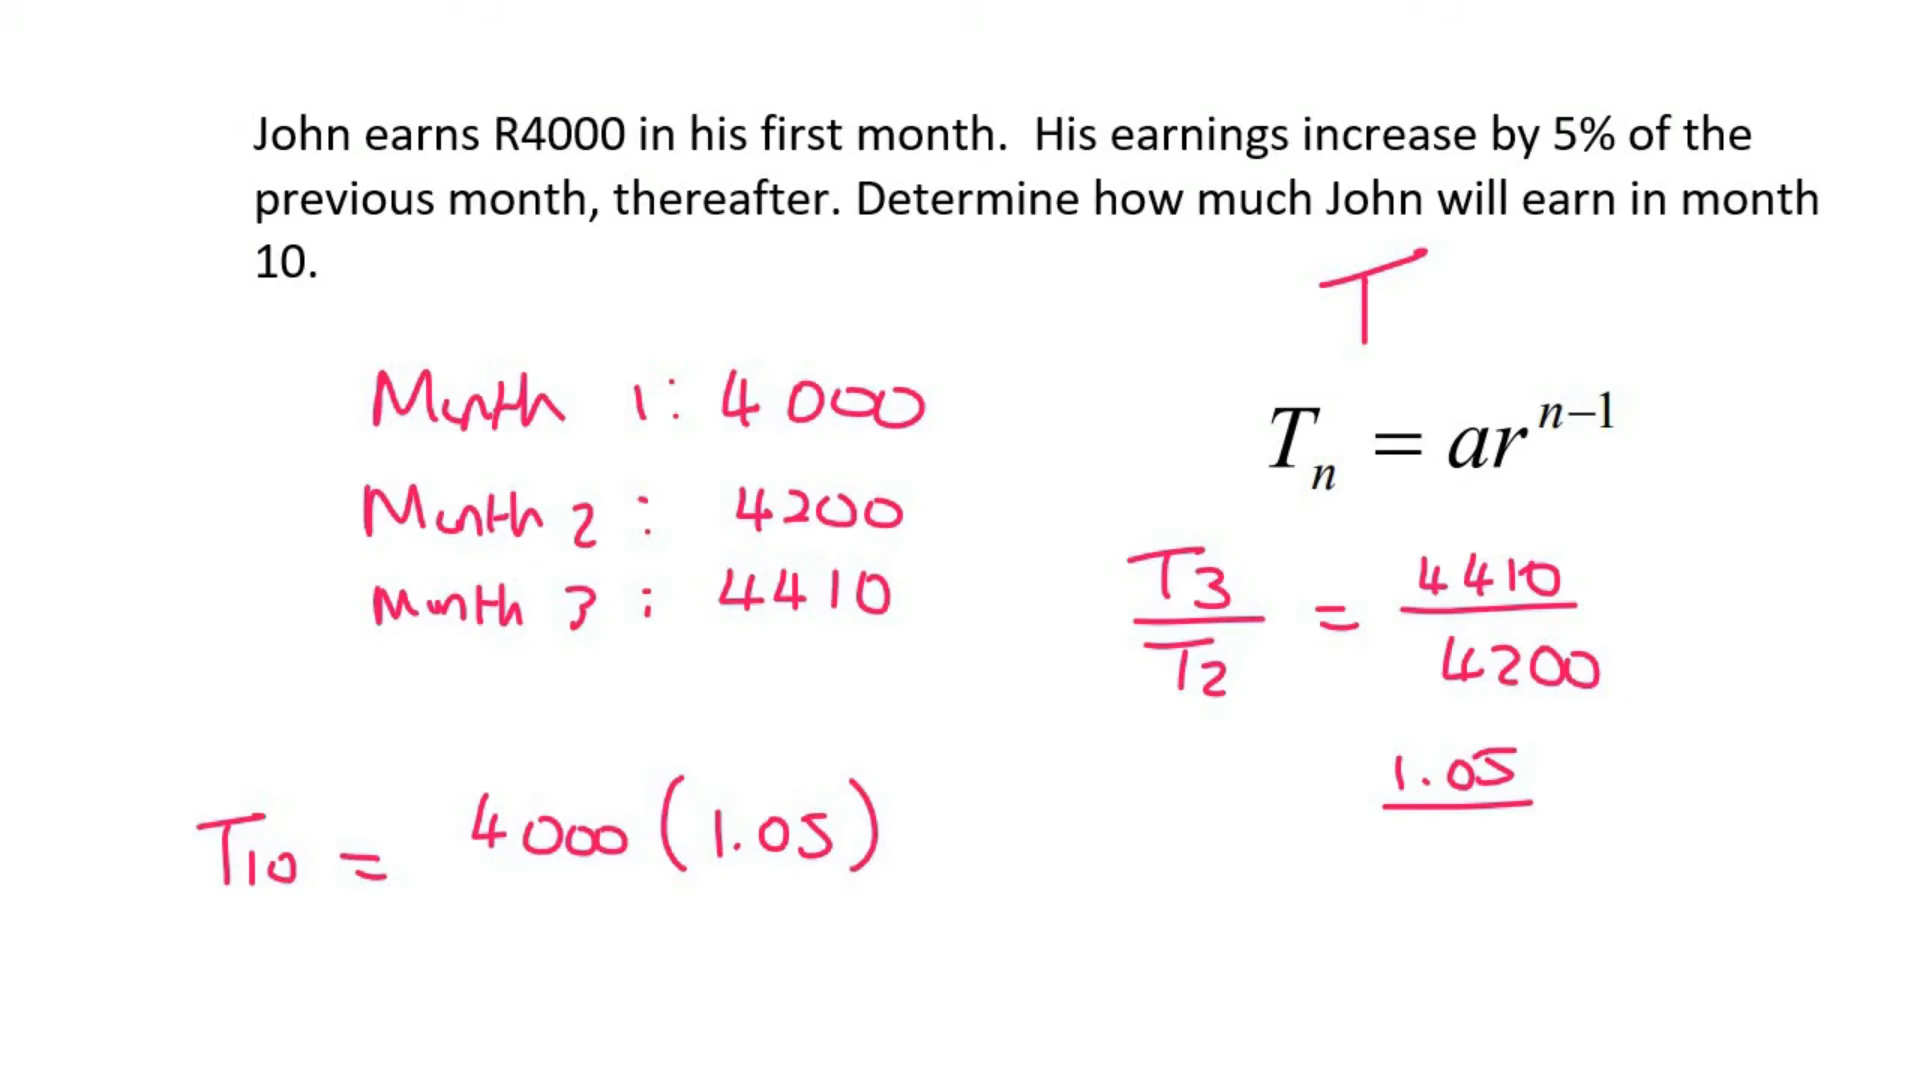 John earns R4000 in his first month. His earnings increase by 5% of the
previous month, thereafter. Determine how much John will earn in month
10.
T
Month 1: 4000
Tₙ = arⁿ⁻¹
Month 2: 4200
Month 3: 4410
T3/T2 = 4410/4200
1.05
T10 = 4000(1.05)